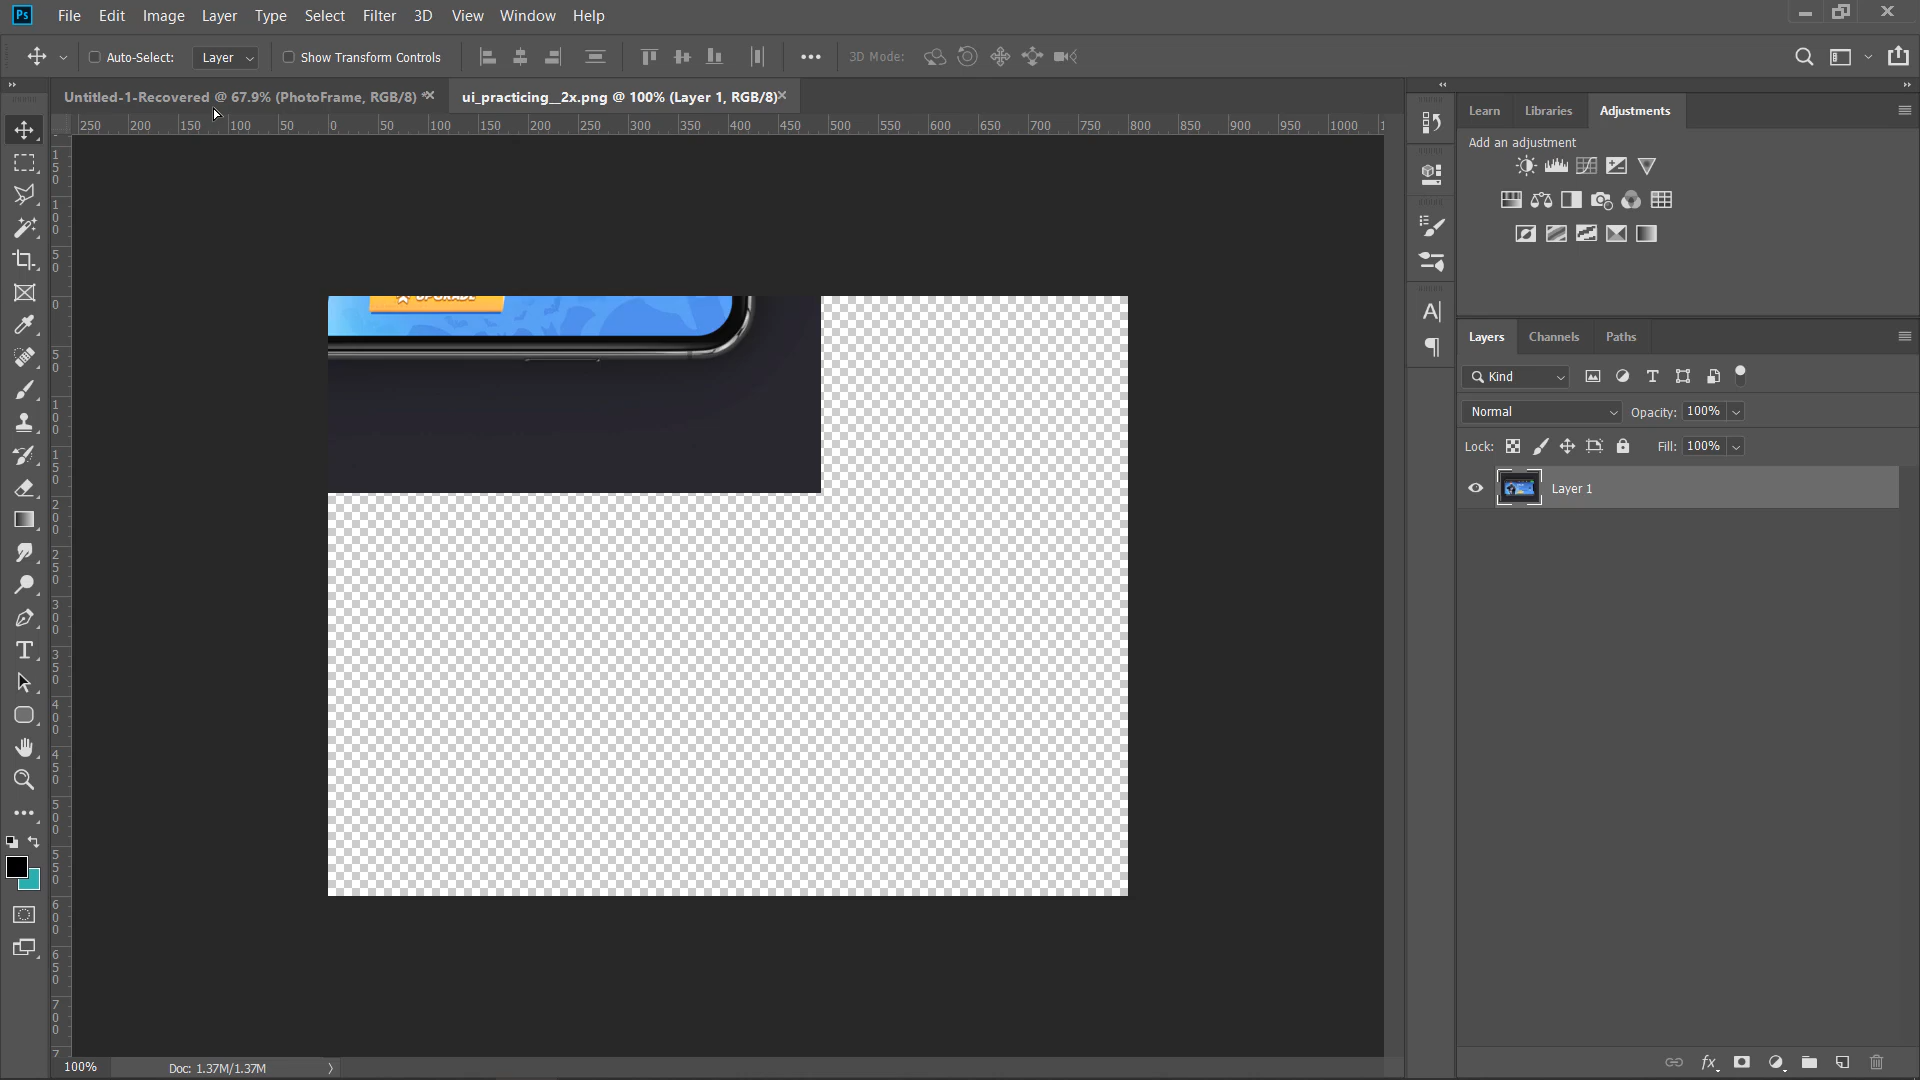 Ps File Edit Image Layer Type Select Filter 3D View Window Help
Auto-Select: Layer Show Transform Controls 3D Mode:
Untitled-1-Recovered @ 67.9% (PhotoFrame, RGB/8) * ui_practicing__2x.png @ 100% (Layer 1, RGB/8)
250 200 150 100 50 0 50 100 150 200 250 300 350 400 450 500 550 600 650 700 750 800 850 900 950 1000
150
100
50
0
50
100
150
200
250
300
350
400
450
500
550
600
650
700
7
UPGRADE
Learn Libraries Adjustments
Add an adjustment
Layers Channels Paths
Kind
Normal Opacity: 100%
Lock: Fill: 100%
Layer 1
fx
100% Doc: 1.37M/1.37M